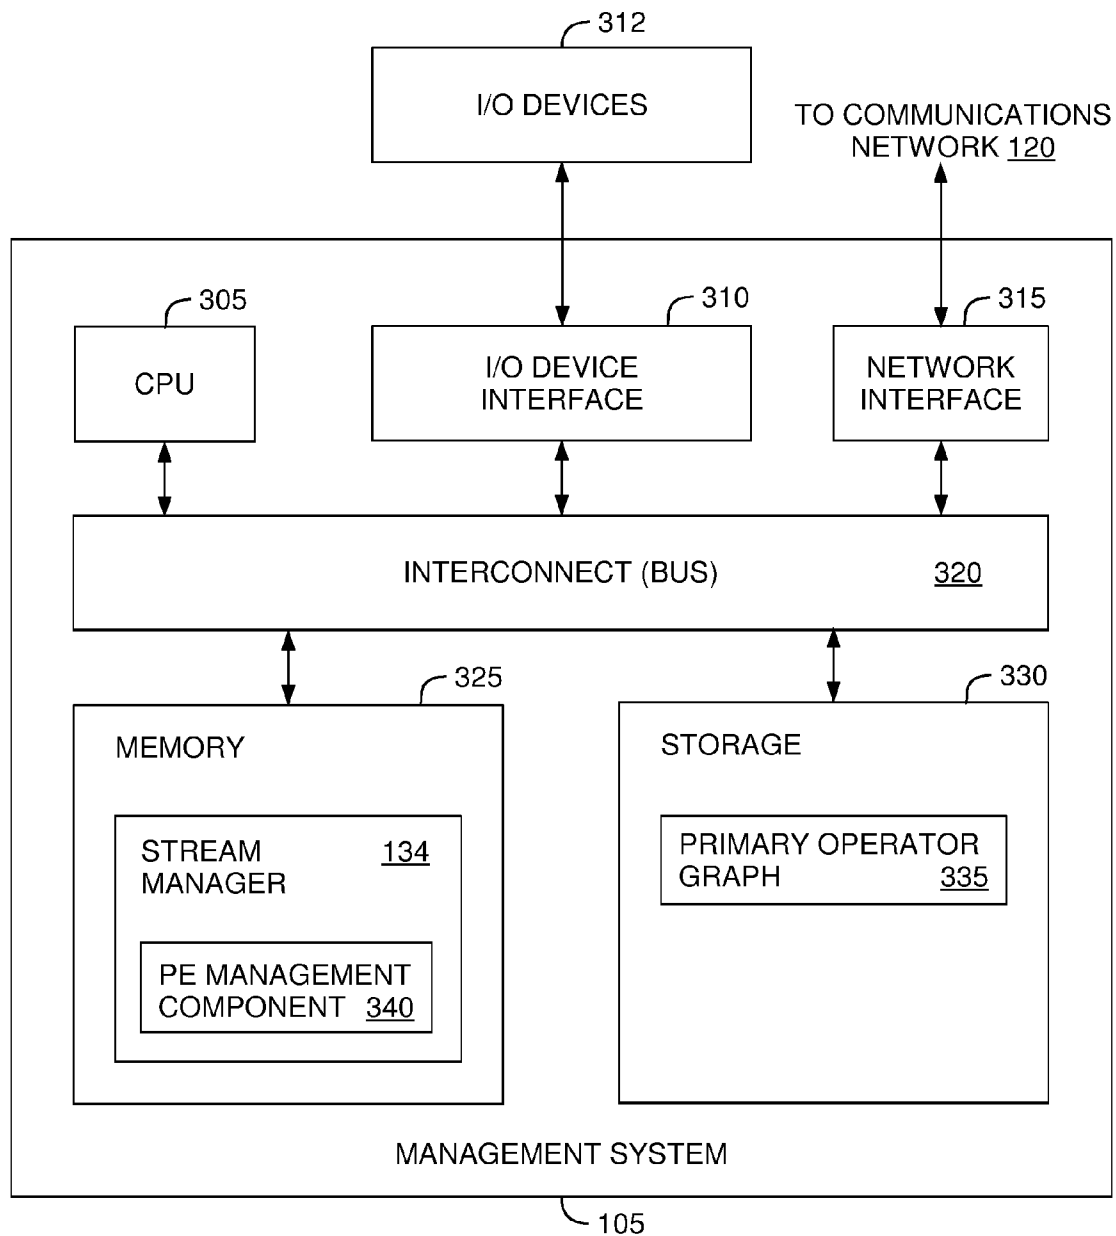 312
I/O DEVICES
TO COMMUNICATIONS
NETWORK 120
305
310
315
CPU
I/O DEVICE
INTERFACE
NETWORK
INTERFACE
INTERCONNECT (BUS) 320
325
330
MEMORY
STORAGE
STREAM 134
MANAGER
PRIMARY OPERATOR
GRAPH 335
PE MANAGEMENT
COMPONENT 340
MANAGEMENT SYSTEM
105